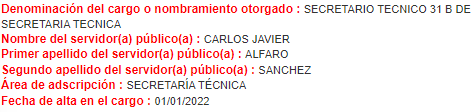 Denominación del cargo o nombramiento otorgado : SECRETARIO TECNICO 31 B DE
SECRETARIA TECNICA
Nombre del servidor(a) público(a) : CARLOS JAVIER
Primer apellido del servidor(a) público(a) : ALFARO
Segundo apellido del servidor(a) público(a) : SANCHEZ
Área de adscripción : SECRETARÍA TÉCNICA
Fecha de alta en el cargo : 01/01/2022